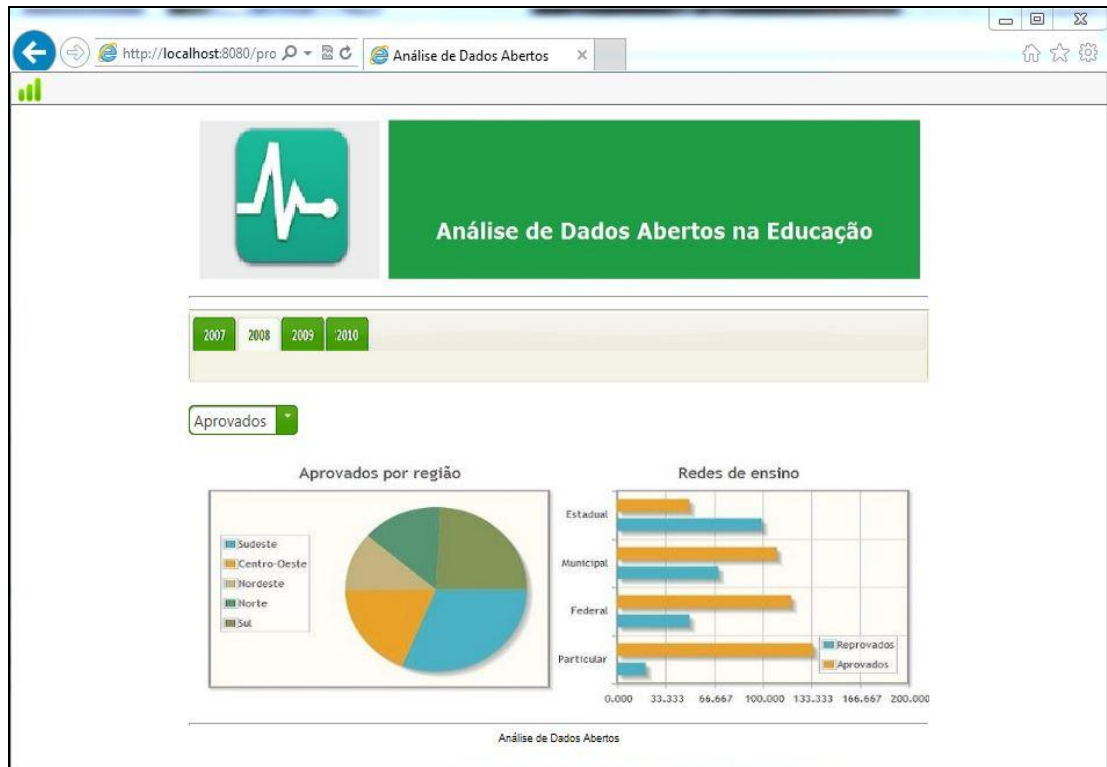 http://localhost:8080/pro
Análise de Dados Abertos
Análise de Dados Abertos na Educação
2007 2008 2009 2010
Aprovados
Aprovados por região
Sudeste
Centro-Oeste
Nordeste
Norte
Sul
Redes de ensino
Estadual
Municipal
Federal
Particular
Reprovados
Aprovados
0.000 33.333 66.667 100.000 133.333 166.667 200.000
Análise de Dados Abertos